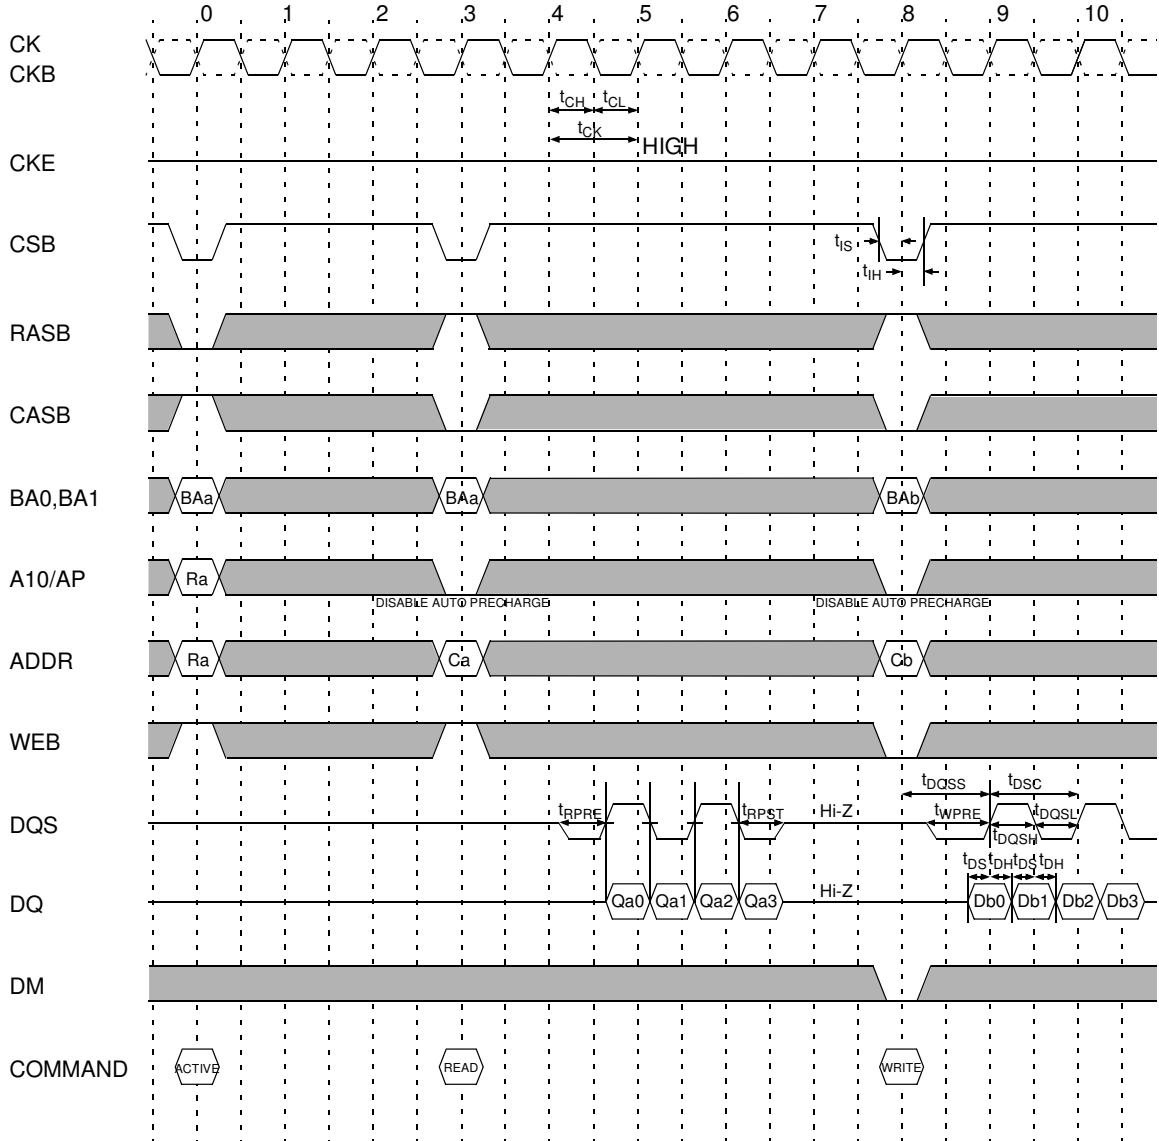 0 1 2 3 4 5 6 7 8 9 10
CK
CKB
tCH tCL
tCK
HIGH
CKE
CSB
tIS
tIH
RASB
CASB
BA0,BA1 BAa BAa BAb
A10/AP Ra
DISABLE AUTO PRECHARGE DISABLE AUTO PRECHARGE
ADDR Ra Ca Cb
WEB
tDQSS tDSC
DQS tRPRE tRPST Hi-Z tWPRE tDQSL
tDQSH
tDS tDH tDS tDH
DQ Qa0 Qa1 Qa2 Qa3 Hi-Z Db0 Db1 Db2 Db3
DM
COMMAND ACTIVE READ WRITE